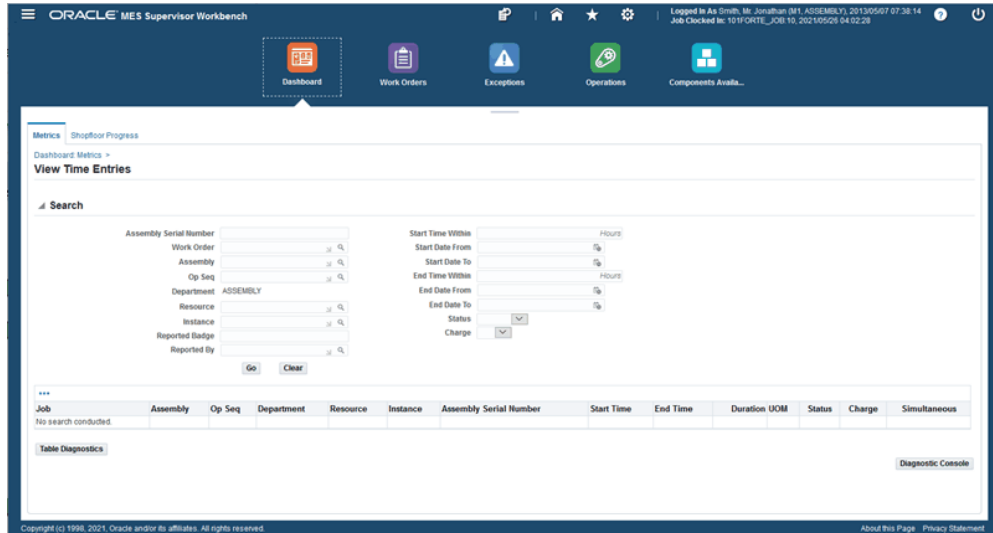 ORACLE MES Supervisor Workbench
Logged In As Smith, Mr. Jonathan (M1, ASSEMBLY), 2013/05/07 07:38:14
Job Clocked In: 101FORTE_JOB:10, 2021/05/26 04:02:28
Dashboard Work Orders Exceptions Operations Components Availa...
Metrics Shopfloor Progress
Dashboard: Metrics >
View Time Entries
Search
Assembly Serial Number
Work Order
Assembly
Op Seq
Department ASSEMBLY
Resource
Instance
Reported Badge
Reported By
Start Time Within Hours
Start Date From
Start Date To
End Time Within Hours
End Date From
End Date To
Status
Charge
Go Clear
Job Assembly Op Seq Department Resource Instance Assembly Serial Number Start Time End Time Duration UOM Status Charge Simultaneous
No search conducted.
Table Diagnostics
Diagnostic Console
Copyright (c) 1998, 2021, Oracle and/or its affiliates. All rights reserved.
About this Page Privacy Statement